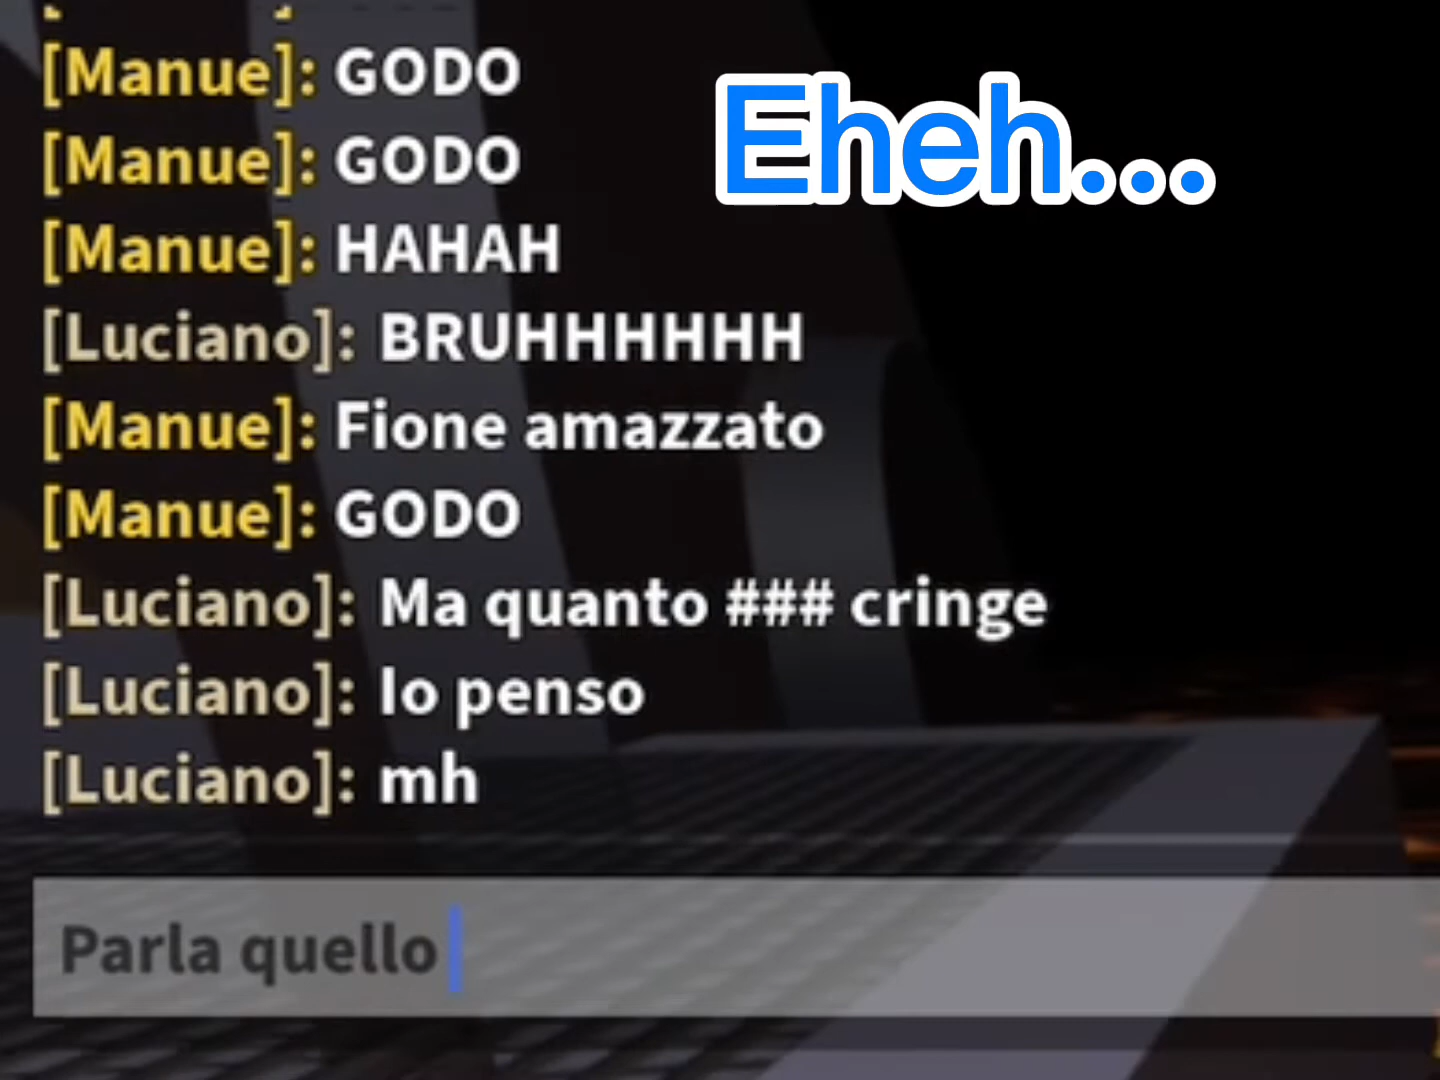 [Manue]: GODO
Eheh...
[Manue]: GODO
[Manue]: HAHAH
[Luciano]: BRUHHHHHH
[Manue]: Fione amazzato
[Manue]: GODO
[Luciano]: Ma quanto ### cringe
[Luciano]: Io penso
[Luciano]: mh
Parla quello